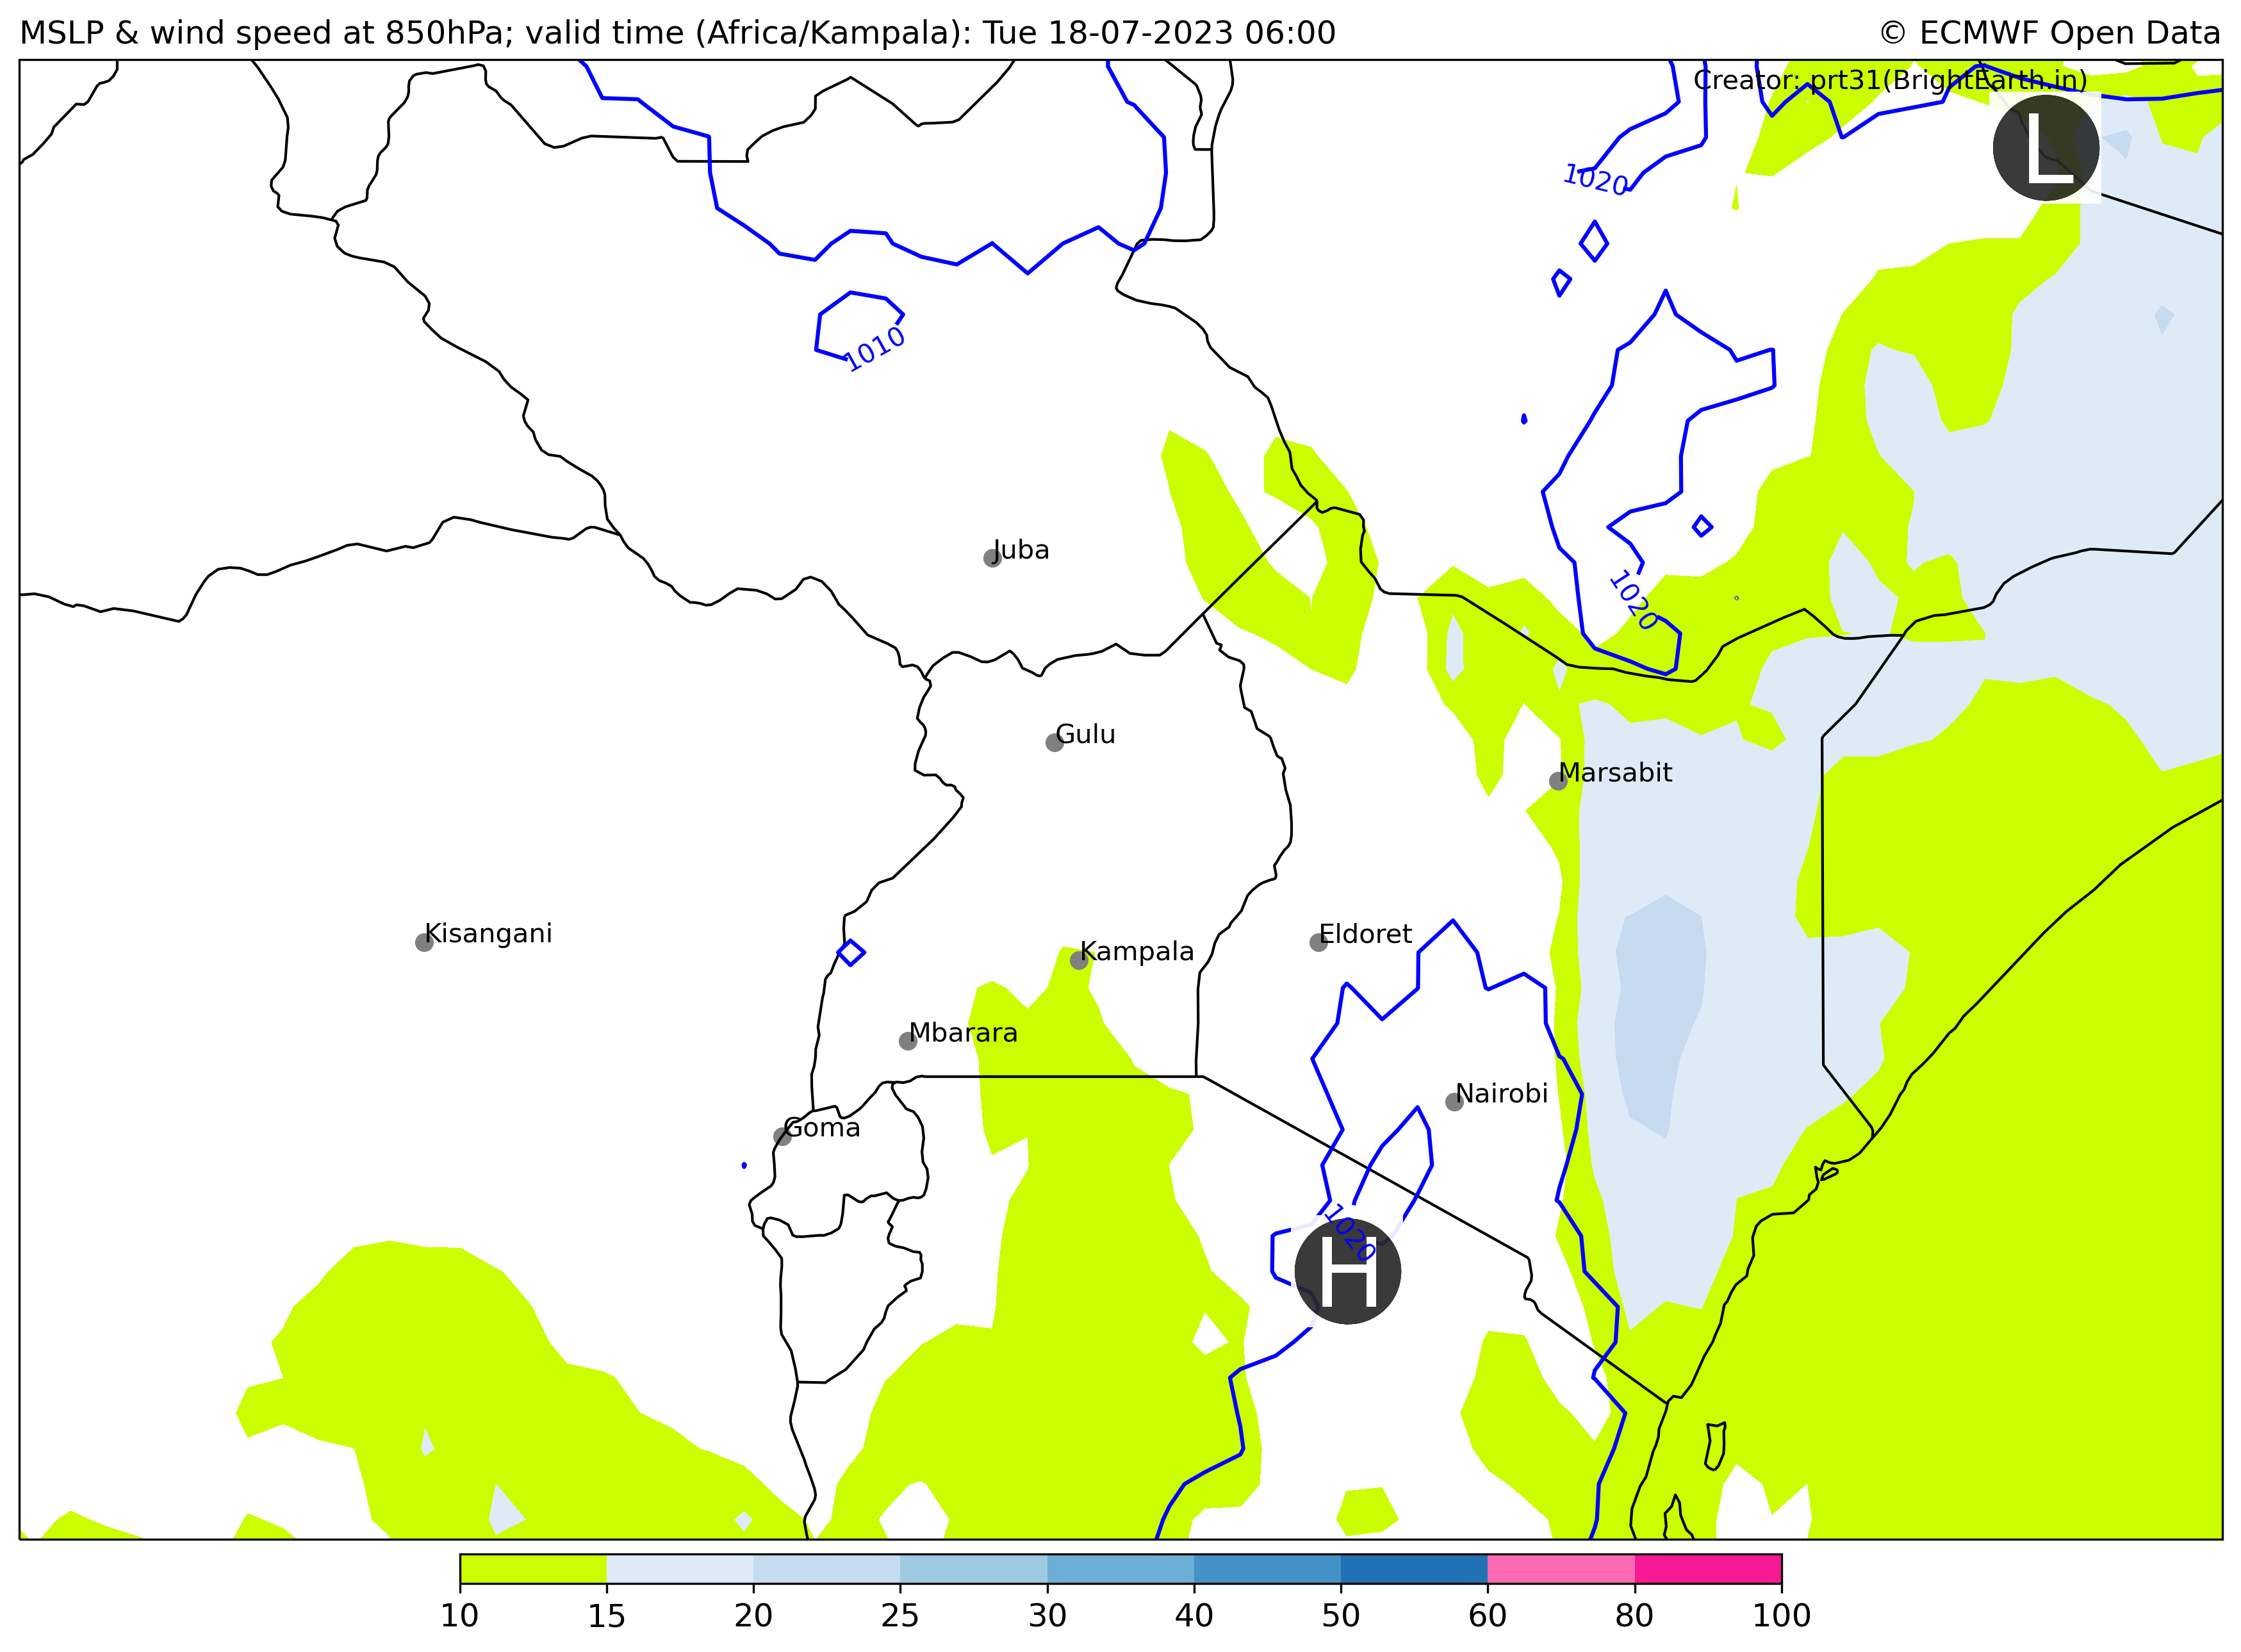 MSLP & wind speed at 850hPa; valid time (Africa/Kampala): Tue 18-07-2023 06:00
© ECMWF Open Data
Creator: prt31(BrightEarth.in)
L
1020
1010
Juba
1020
Gulu
Marsabit
Kisangani
Eldoret
Kampala
Mbarara
Nairobi
Goma
1020
H
10 15 20 25 30 40 50 60 80 100